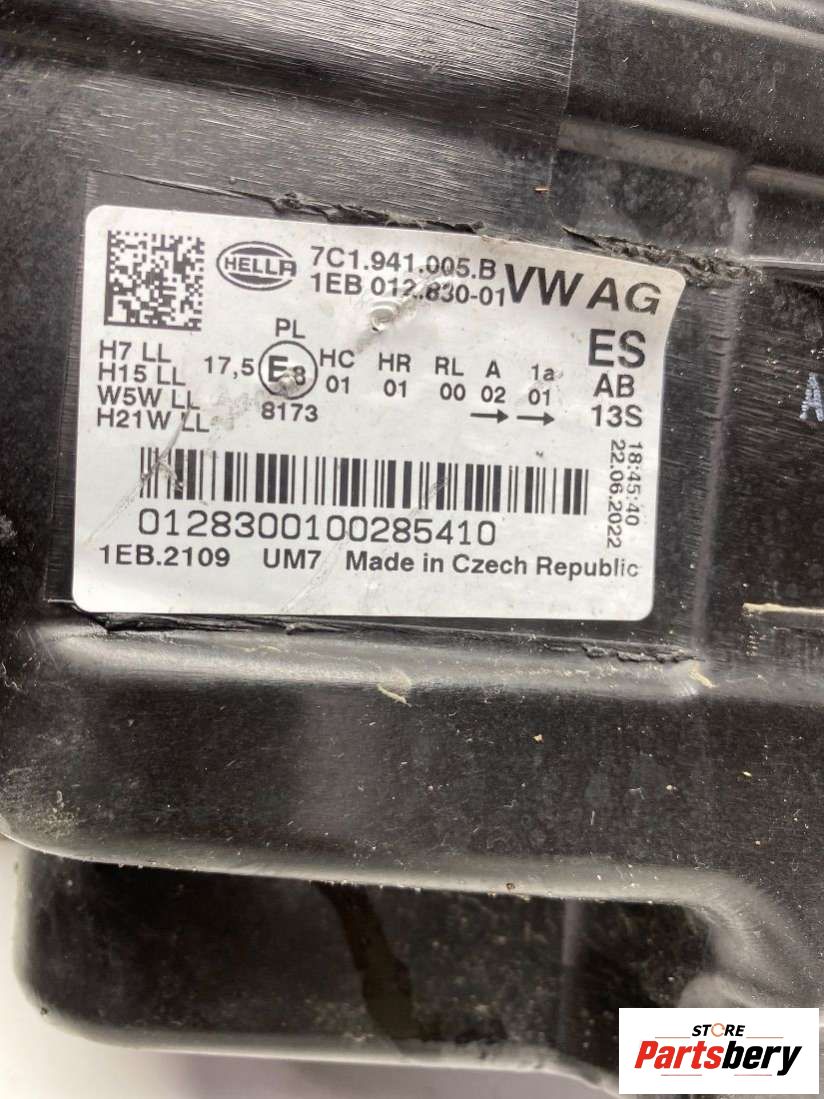 HELLA
7C1.941.005.B
1EB 012.830-01
VW AG
PL
H7 LL
H15 LL
W5W LL
H21W LL
17,5 E8 HC HR RL A 1a
01 01 00 02 01
8173 → →
ES
AB
13S
18:45:40
22.06.2022
0128300100285410
1EB.2109 UM7 Made in Czech Republic
A
STORE
Partsbery